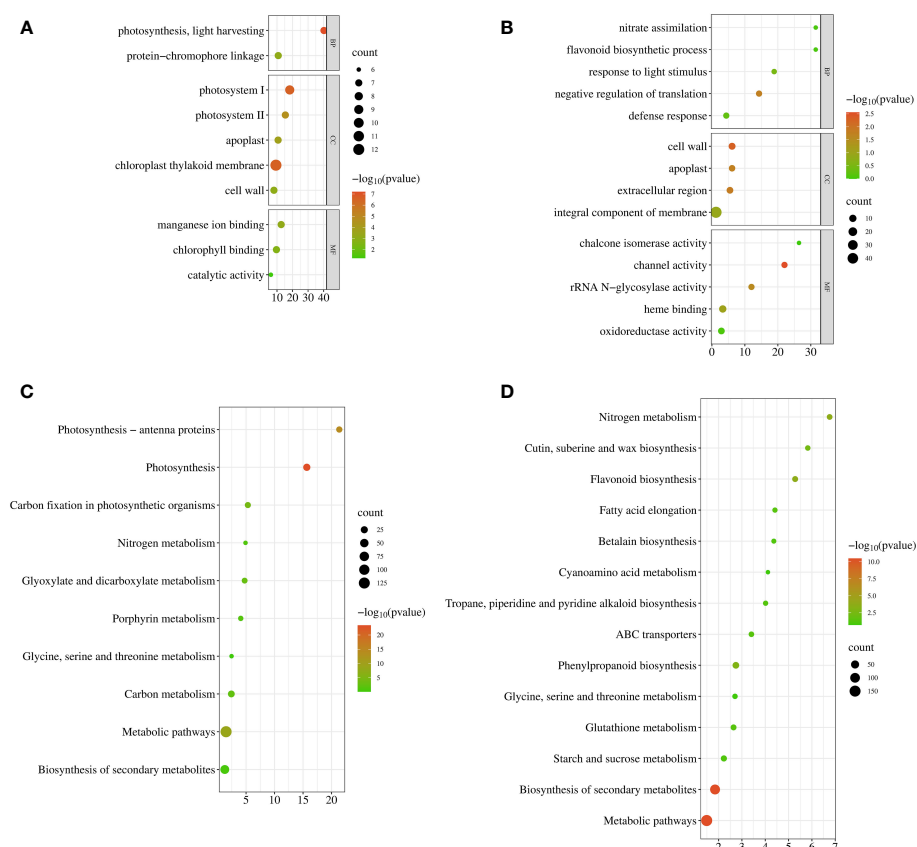 A
photosynthesis, light harvesting
protein−chromophore linkage
BP
photosystem I
photosystem II
apoplast
chloroplast thylakoid membrane
cell wall
CC
manganese ion binding
chlorophyll binding
catalytic activity
MF
10 20 30 40
count
6
7
8
9
10
11
12
−log10(pvalue)
7
6
5
4
3
2
B
nitrate assimilation
flavonoid biosynthetic process
response to light stimulus
negative regulation of translation
defense response
BP
cell wall
apoplast
extracellular region
integral component of membrane
CC
chalcone isomerase activity
channel activity
rRNA N−glycosylase activity
heme binding
oxidoreductase activity
MF
0 10 20 30
−log10(pvalue)
2.5
2.0
1.5
1.0
0.5
0.0
count
10
20
30
40
C
Photosynthesis − antenna proteins
Photosynthesis
Carbon fixation in photosynthetic organisms
Nitrogen metabolism
Glyoxylate and dicarboxylate metabolism
Porphyrin metabolism
Glycine, serine and threonine metabolism
Carbon metabolism
Metabolic pathways
Biosynthesis of secondary metabolites
5 10 15 20
count
25
50
75
100
125
−log10(pvalue)
20
15
10
5
D
Nitrogen metabolism
Cutin, suberine and wax biosynthesis
Flavonoid biosynthesis
Fatty acid elongation
Betalain biosynthesis
Cyanoamino acid metabolism
Tropane, piperidine and pyridine alkaloid biosynthesis
ABC transporters
Phenylpropanoid biosynthesis
Glycine, serine and threonine metabolism
Glutathione metabolism
Starch and sucrose metabolism
Biosynthesis of secondary metabolites
Metabolic pathways
2 3 4 5 6 7
−log10(pvalue)
10.0
7.5
5.0
2.5
count
50
100
150